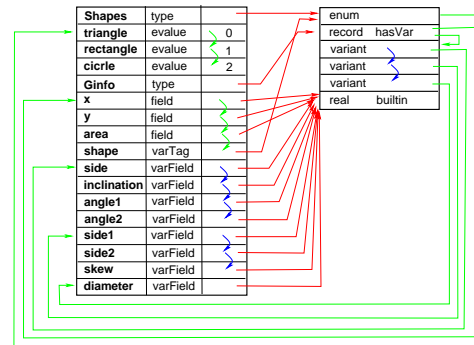 Shapes type
triangle evalue 0
rectangle evalue 1
cicrle evalue 2
Ginfo type
x field
y field
area field
shape varTag
side varField
inclination varField
angle1 varField
angle2 varField
side1 varField
side2 varField
skew varField
diameter varField
enum
record hasVar
variant
variant
variant
real builtin